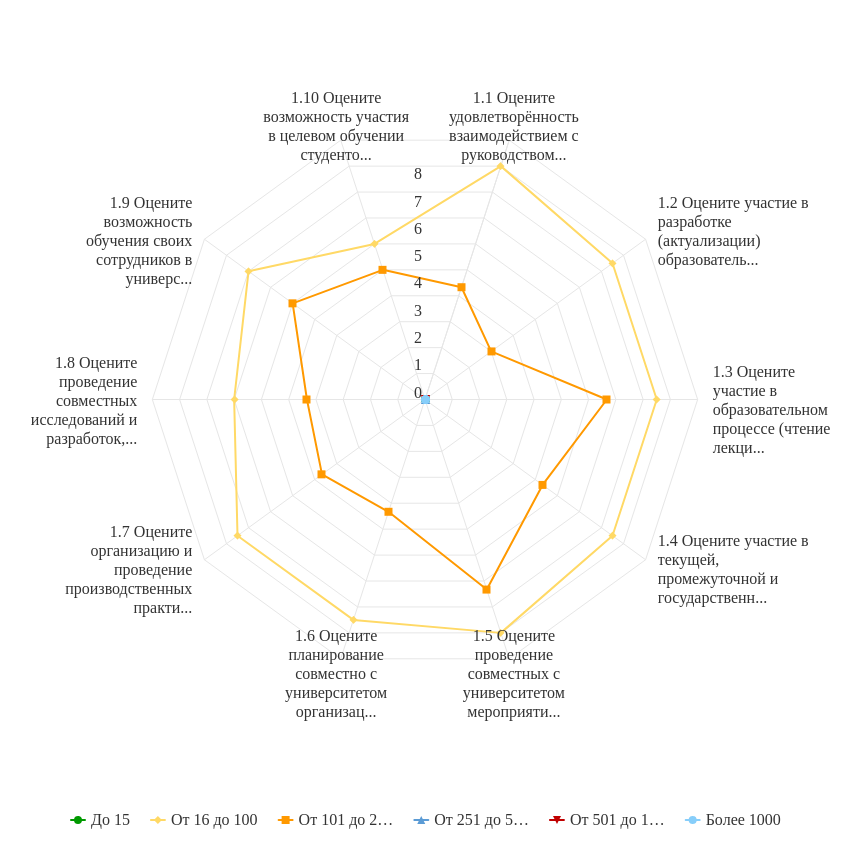 1.10 Оцените
возможность участия
в целевом обучении
студенто...
1.1 Оцените
удовлетворённость
взаимодействием с
руководством...
1.9 Оцените
возможность
обучения своих
сотрудников в
универс...
1.2 Оцените участие в
разработке
(актуализации)
образователь...
8
7
6
5
4
3
2
1
0
1.8 Оцените
проведение
совместных
исследований и
разработок,...
1.3 Оцените
участие в
образовательном
процессе (чтение
лекци...
1.7 Оцените
организацию и
проведение
производственных
практи...
1.4 Оцените участие в
текущей,
промежуточной и
государственн...
1.6 Оцените
планирование
совместно с
университетом
организац...
1.5 Оцените
проведение
совместных с
университетом
мероприяти...
До 15
От 16 до 100
От 101 до 2…
От 251 до 5…
От 501 до 1…
Более 1000